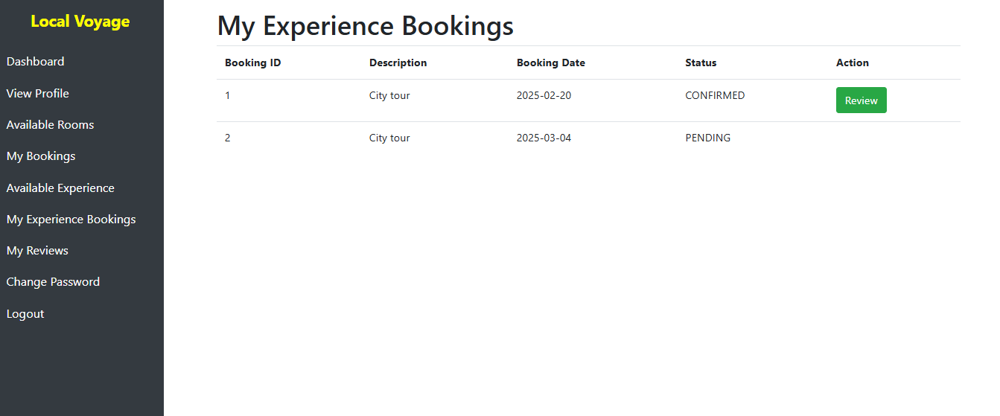 Local Voyage
Dashboard
View Profile
Available Rooms
My Bookings
Available Experience
My Experience Bookings
My Reviews
Change Password
Logout
My Experience Bookings
Booking ID Description Booking Date Status Action
1 City tour 2025-02-20 CONFIRMED Review
2 City tour 2025-03-04 PENDING